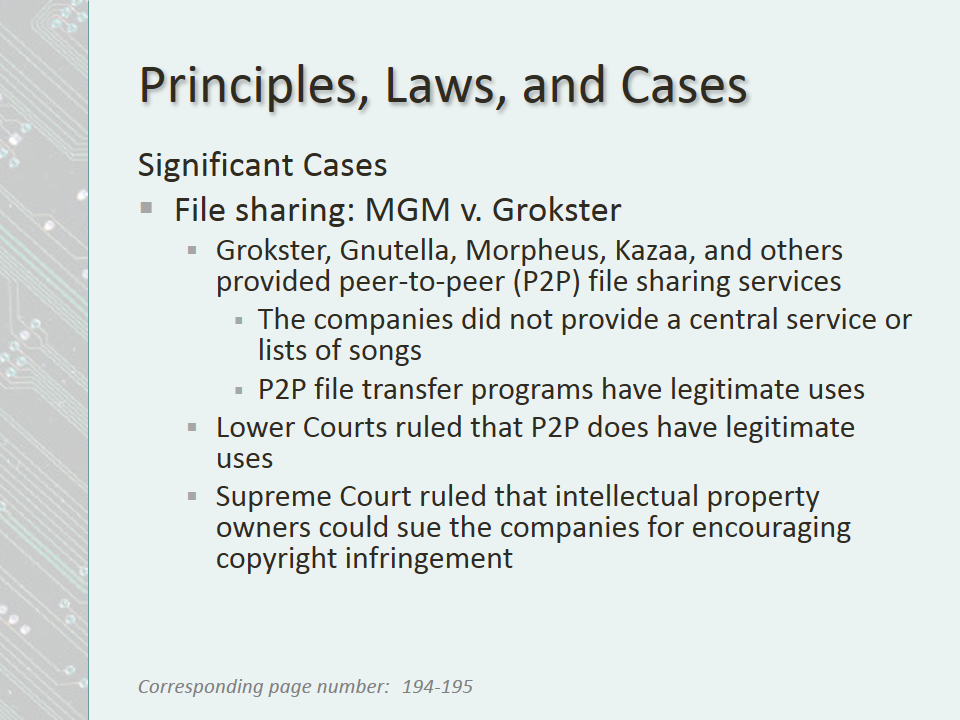 Principles, Laws, and Cases
Significant Cases
File sharing: MGM v. Grokster
Grokster, Gnutella, Morpheus, Kazaa, and others
provided peer-to-peer (P2P) file sharing services
The companies did not provide a central service or
lists of songs
P2P file transfer programs have legitimate uses
Lower Courts ruled that P2P does have legitimate
uses
Supreme Court ruled that intellectual property
owners could sue the companies for encouraging
copyright infringement
Corresponding page number: 194-195